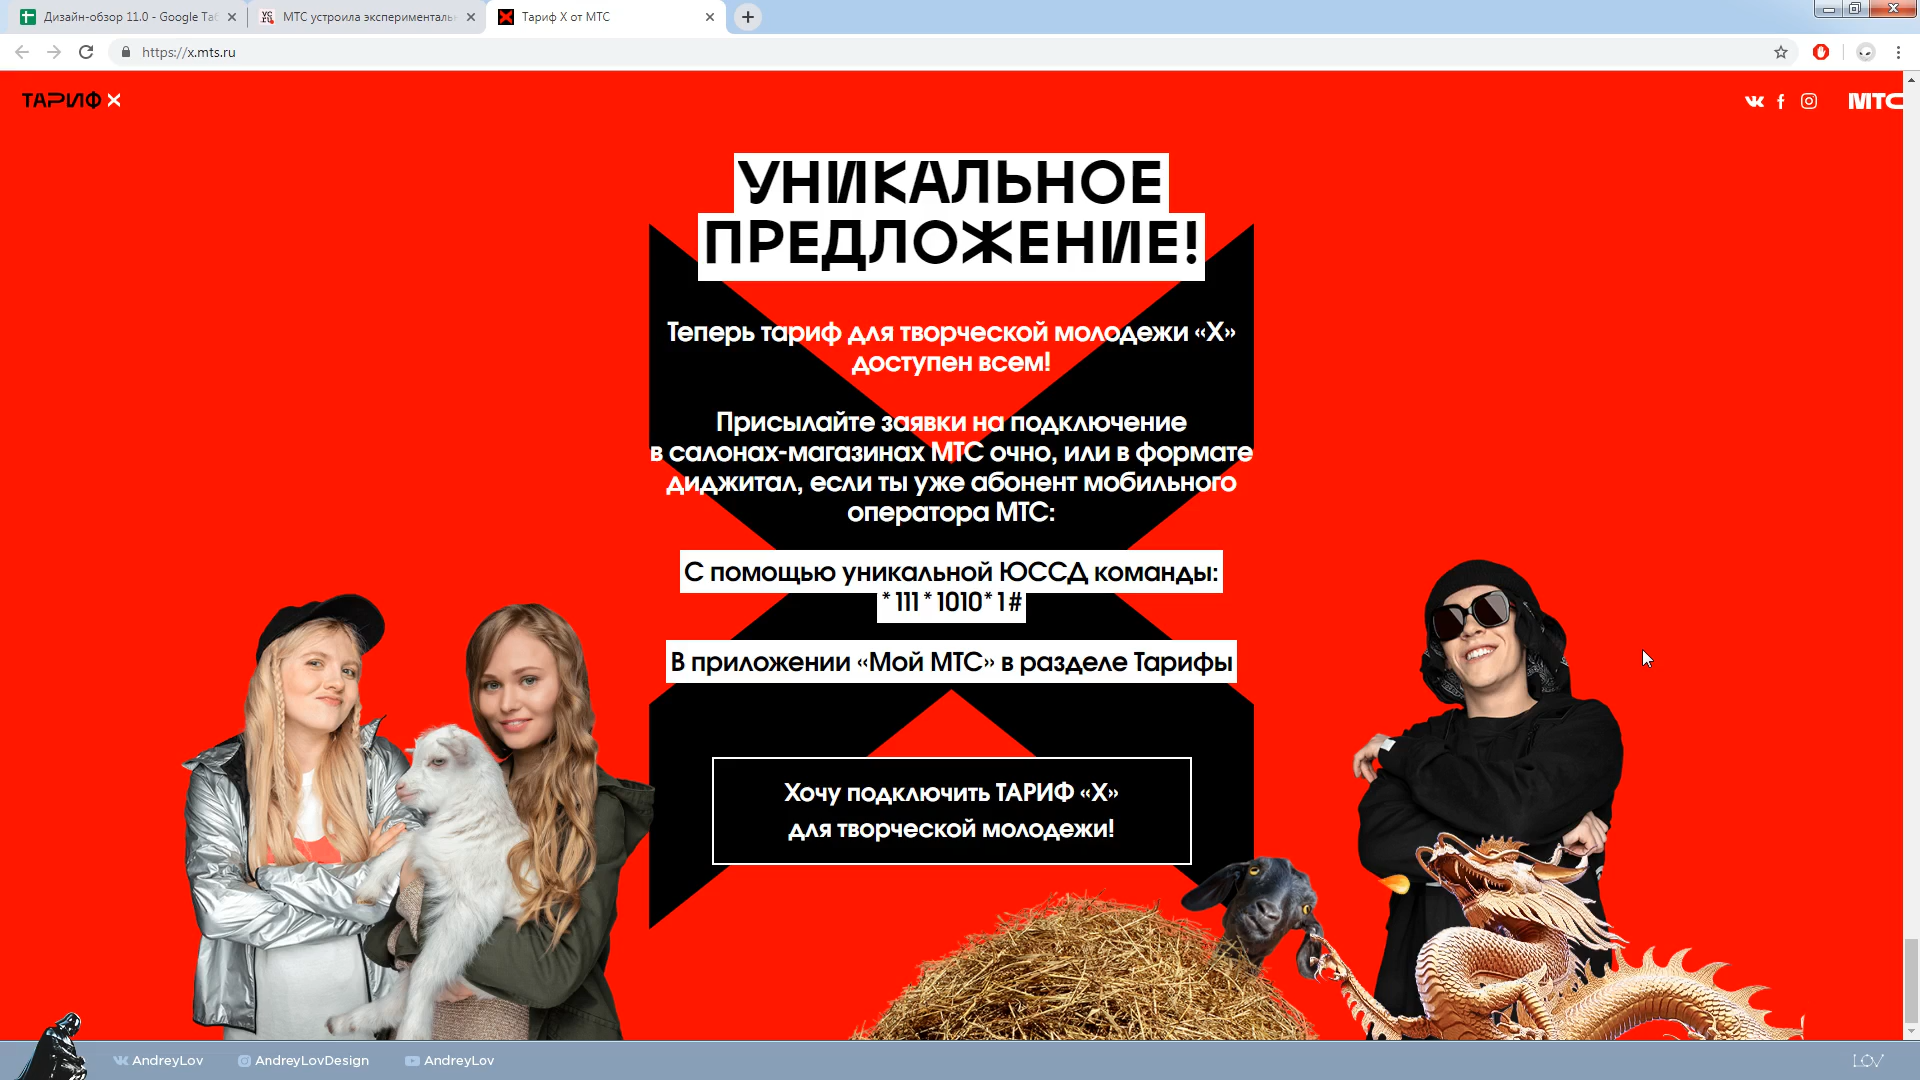 Дизайн-обзор 11.0 - Google Таб
МТС устроила эксперименталь
Тариф X от МТС
https://x.mts.ru
ТАРИФ X
МТС
УНИКАЛЬНОЕ
ПРЕДЛОЖЕНИЕ!
Теперь тариф для творческой молодежи «X»
доступен всем!
Присылайте заявки на подключение
в салонах-магазинах МТС очно, или в формате
диджитал, если ты уже абонент мобильного
оператора МТС:
С помощью уникальной ЮССД команды:
*111*1010*1#
В приложении «Мой МТС» в разделе Тарифы
Хочу подключить ТАРИФ «X»
для творческой молодежи!
AndreyLov
AndreyLovDesign
AndreyLov
LOV